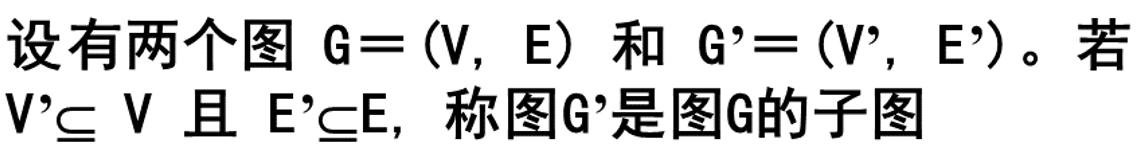 设有两个图 G＝(V, E) 和 G’＝(V’, E’)。若
V’⊆ V 且 E’⊆E, 称图G’是图G的子图